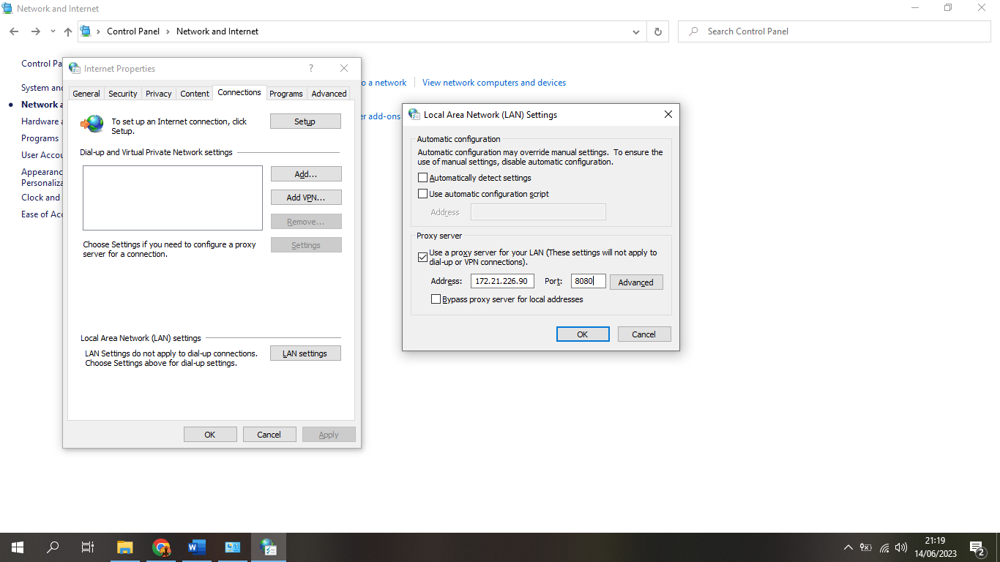 Network and Internet
Control Panel › Network and Internet
Search Control Panel
Control Pa
System and
Network a
Hardware a
Programs
User Accou
Appearanc
Personaliza
Clock and
Ease of Acc
o a network
View network computers and devices
er add-ons
Internet Properties
?
General Security Privacy Content Connections Programs Advanced
To set up an Internet connection, click
Setup.
Setup
Dial-up and Virtual Private Network settings
Add...
Add VPN...
Remove...
Choose Settings if you need to configure a proxy
server for a connection.
Settings
Local Area Network (LAN) settings
LAN Settings do not apply to dial-up connections.
Choose Settings above for dial-up settings.
LAN settings
OK Cancel Apply
Local Area Network (LAN) Settings
Automatic configuration
Automatic configuration may override manual settings. To ensure the
use of manual settings, disable automatic configuration.
Automatically detect settings
Use automatic configuration script
Address
Proxy server
Use a proxy server for your LAN (These settings will not apply to
dial-up or VPN connections).
Address: 172.21.226.90 Port: 8080 Advanced
Bypass proxy server for local addresses
OK Cancel
21:19
14/06/2023
2